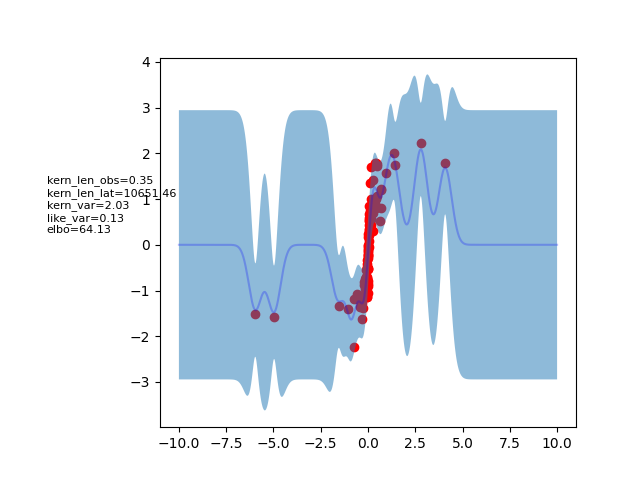 4
3
2
1
0
−1
−2
−3
kern_len_obs=0.35
kern_len_lat=10651.46
kern_var=2.03
like_var=0.13
elbo=64.13
−10.0 −7.5 −5.0 −2.5 0.0 2.5 5.0 7.5 10.0